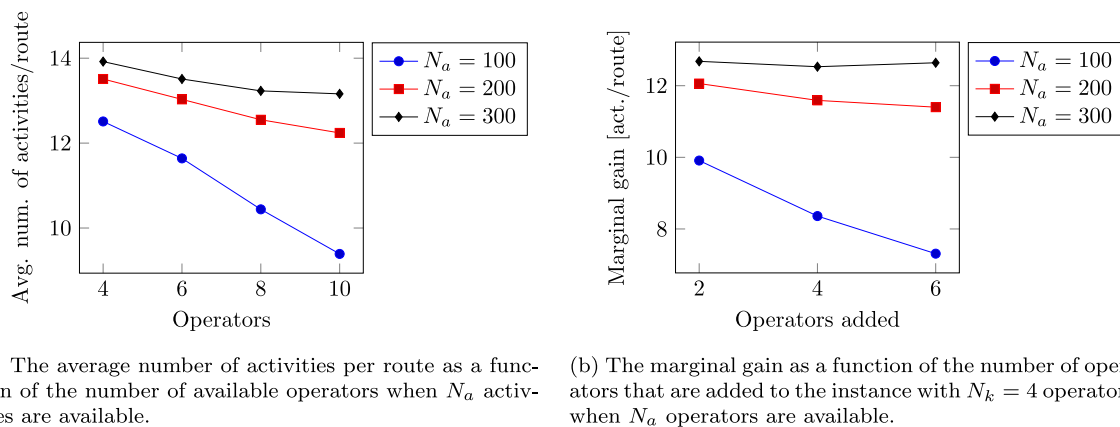 Avg. num. of activities/route
14
12
10
4 6 8 10
Operators
N_a = 100
N_a = 200
N_a = 300
The average number of activities per route as a func-
n of the number of available operators when N_a activ-
es are available.
Marginal gain [act./route]
12
10
8
2 4 6
Operators added
N_a = 100
N_a = 200
N_a = 300
(b) The marginal gain as a function of the number of oper
ators that are added to the instance with N_k = 4 operator
when N_a operators are available.